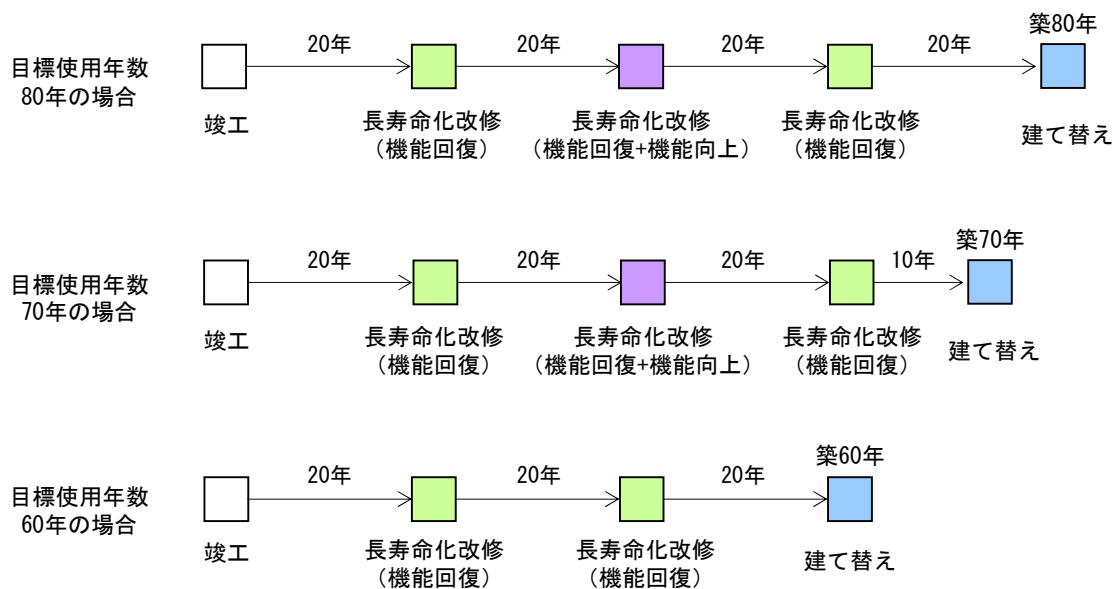 目標使用年数
80年の場合
20年
20年
20年
20年
築80年
竣工
長寿命化改修
（機能回復）
長寿命化改修
（機能回復+機能向上）
長寿命化改修
（機能回復）
建て替え
目標使用年数
70年の場合
20年
20年
20年
10年
築70年
竣工
長寿命化改修
（機能回復）
長寿命化改修
（機能回復+機能向上）
長寿命化改修
（機能回復）
建て替え
目標使用年数
60年の場合
20年
20年
20年
築60年
竣工
長寿命化改修
（機能回復）
長寿命化改修
（機能回復）
建て替え